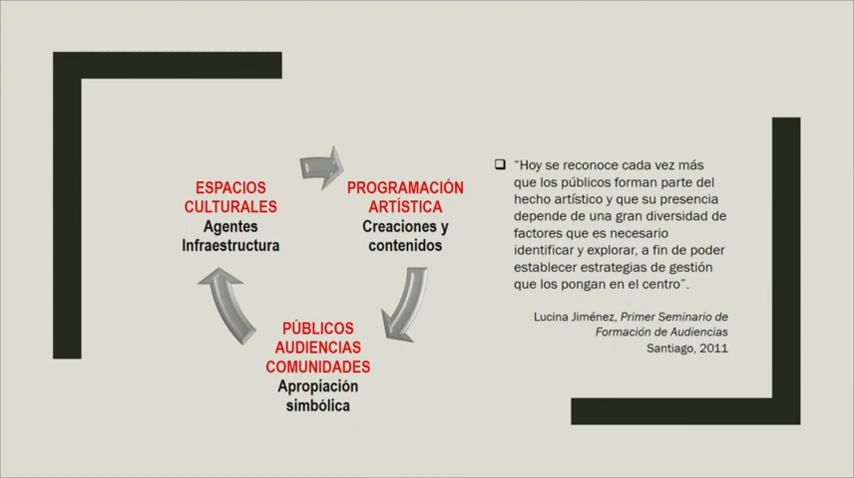 ESPACIOS
CULTURALES
Agentes
Infraestructura
PROGRAMACIÓN
ARTÍSTICA
Creaciones y
contenidos
PÚBLICOS
AUDIENCIAS
COMUNIDADES
Apropiación
simbólica
“Hoy se reconoce cada vez más
que los públicos forman parte del
hecho artístico y que su presencia
depende de una gran diversidad de
factores que es necesario
identificar y explorar, a fin de poder
establecer estrategias de gestión
que los pongan en el centro”.
Lucina Jiménez, Primer Seminario de
Formación de Audiencias
Santiago, 2011